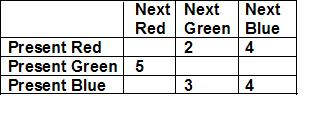 Next Next Next
Red Green Blue
Present Red 2 4
Present Green 5
Present Blue 3 4